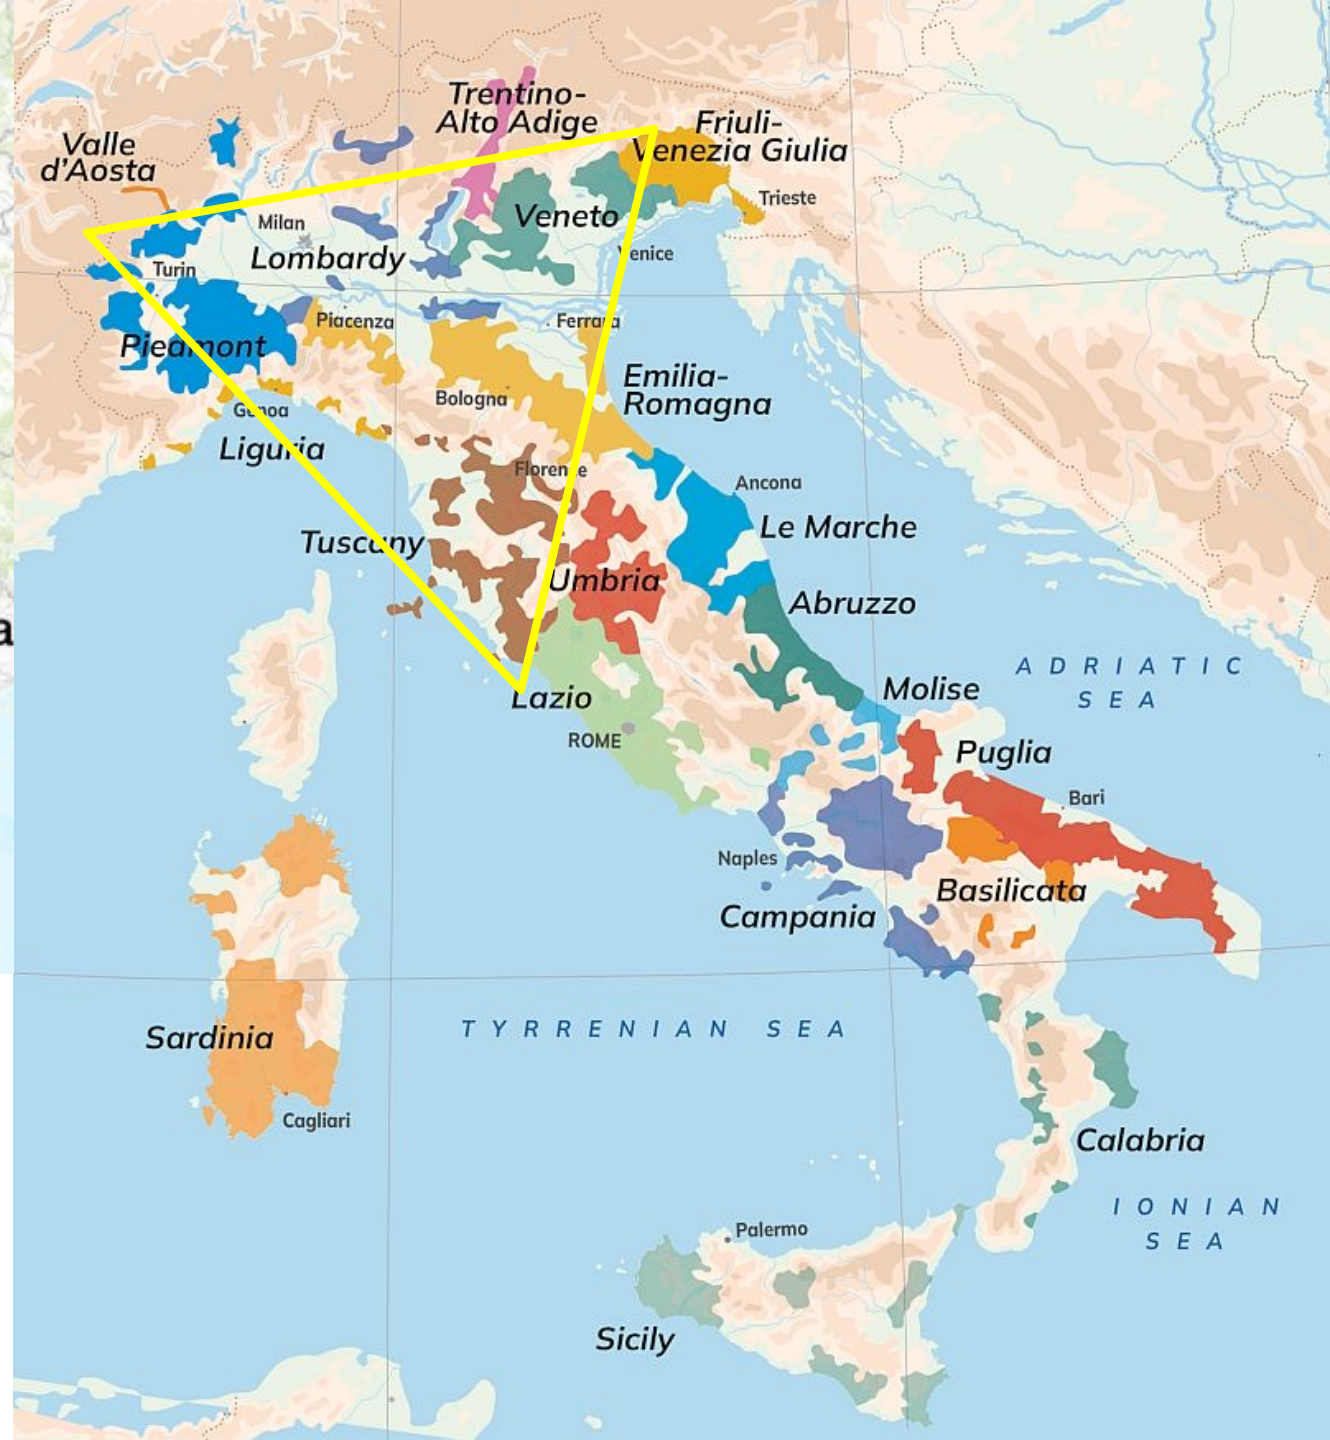 Trentino-
Alto Adige
Friuli-
Venezia Giulia
Valle
d'Aosta
Trieste
Milan
Veneto
Lombardy
Venice
Turin
Piacenza
Ferrara
Piedmont
Emilia-
Romagna
Bologna
Genoa
Liguria
Florence
Ancona
Le Marche
Tuscany
Umbria
Abruzzo
a
ADRIATIC
SEA
Molise
Lazio
ROME
Puglia
Bari
Naples
Basilicata
Campania
TYRRENIAN SEA
Sardinia
Cagliari
Calabria
IONIAN
SEA
Palermo
Sicily